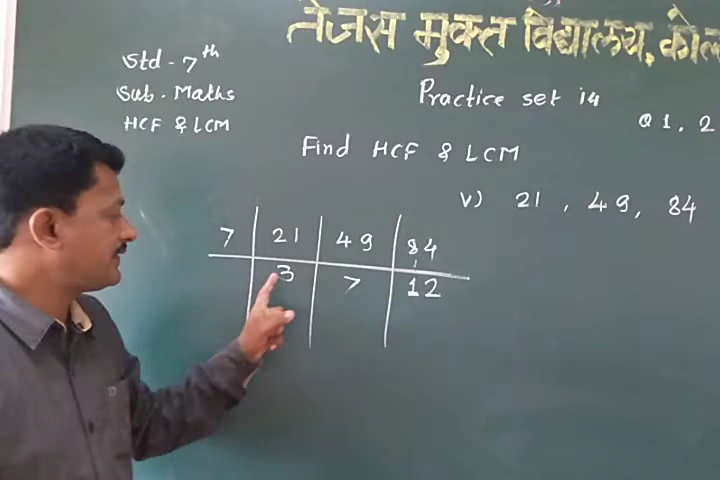 तेजस मुक्त विद्यालय, कोल
Std - 7th
Sub. Maths
HCF & LCM
Practice set 14
Q 1, 2
Find HCF & LCM
v) 21, 49, 84
7 21 49 84
3 7 12